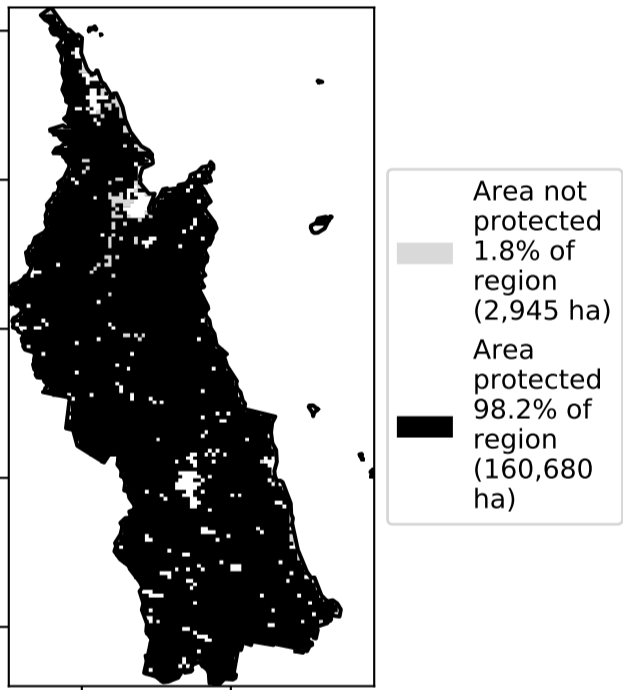 Area not
protected
1.8% of
region
(2,945 ha)
Area
protected
98.2% of
region
(160,680
ha)